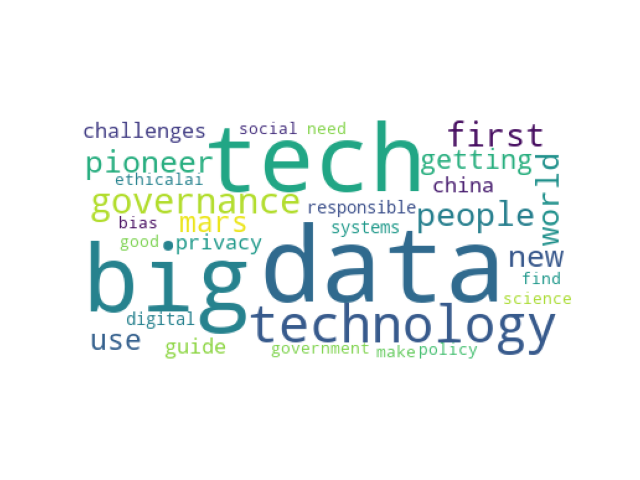 challenges social need first
tech
pioneer getting
ethicalai china world
governance responsible people
bias mars systems
good privacy new
big data find
science
digital technology
use guide government make policy